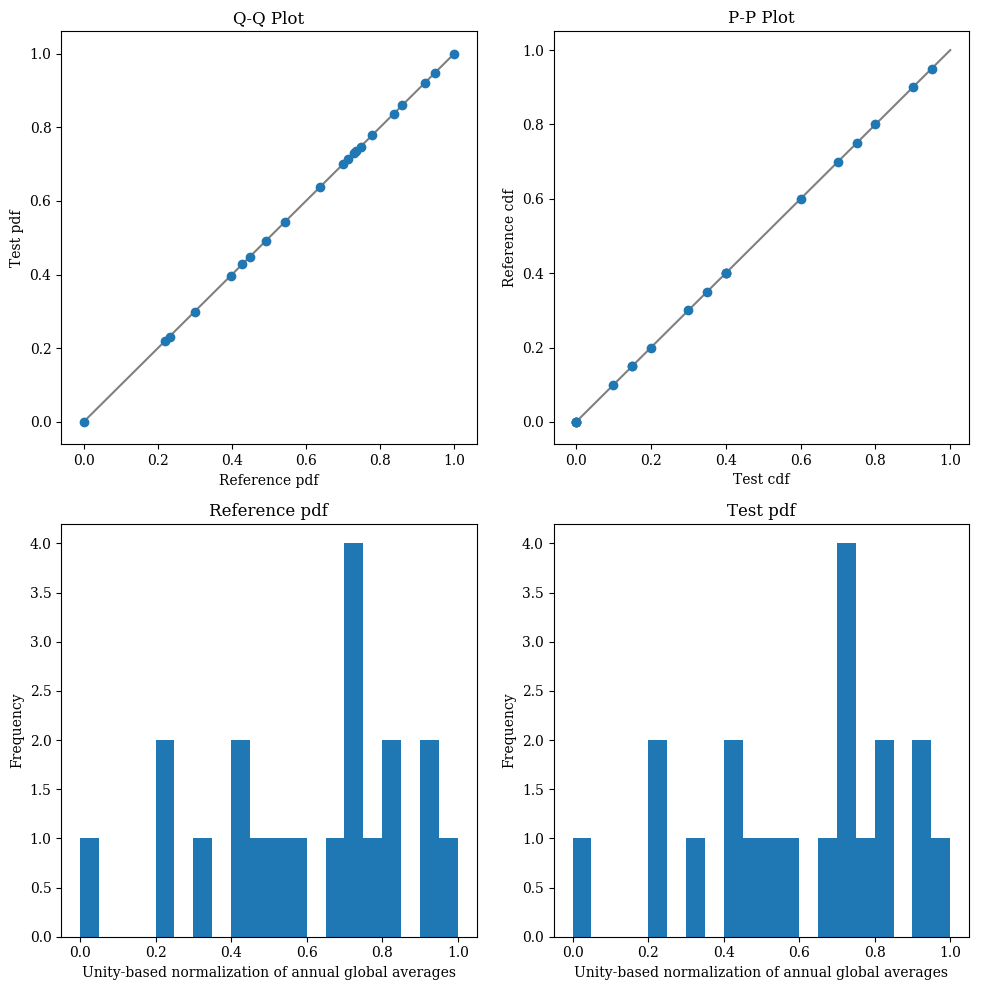 Q-Q Plot
1.0
0.8
0.6
0.4
0.2
0.0
Test pdf
0.0 0.2 0.4 0.6 0.8 1.0
Reference pdf
P-P Plot
1.0
0.8
0.6
0.4
0.2
0.0
Reference cdf
0.0 0.2 0.4 0.6 0.8 1.0
Test cdf
Reference pdf
4.0
3.5
3.0
2.5
2.0
1.5
1.0
0.5
0.0
Frequency
0.0 0.2 0.4 0.6 0.8 1.0
Unity-based normalization of annual global averages
Test pdf
4.0
3.5
3.0
2.5
2.0
1.5
1.0
0.5
0.0
Frequency
0.0 0.2 0.4 0.6 0.8 1.0
Unity-based normalization of annual global averages